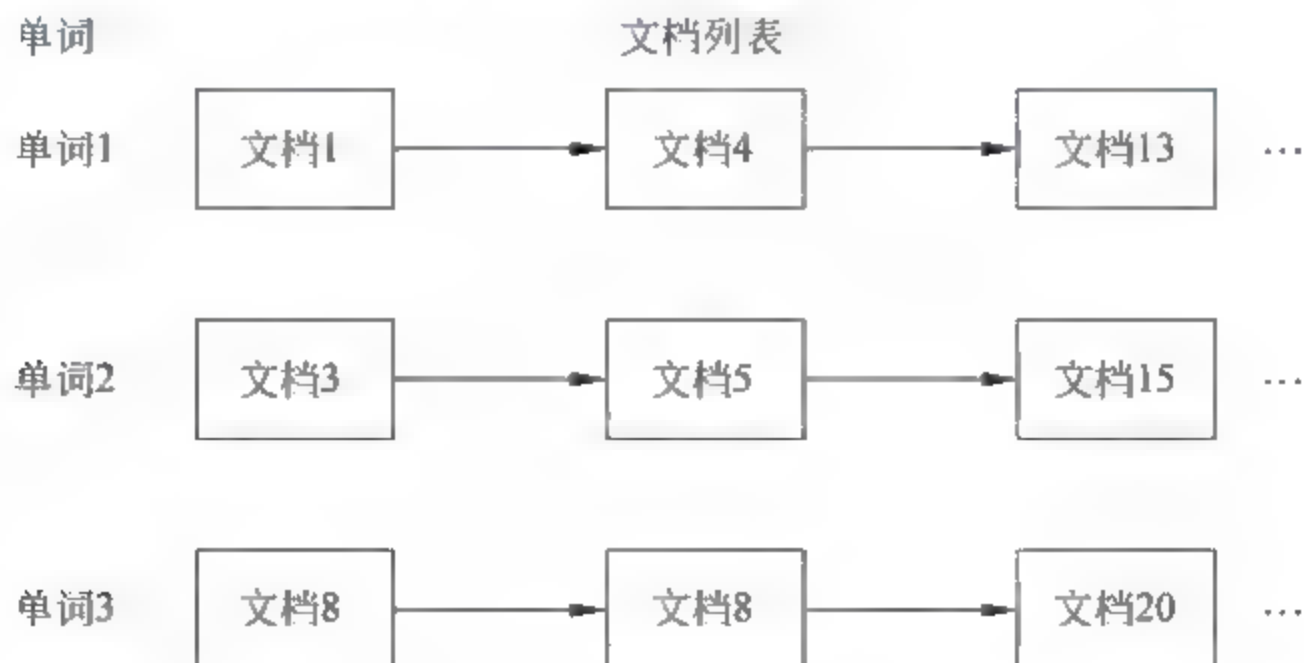 单词 文档列表
单词1 文档1 文档4 文档13 …
单词2 文档3 文档5 文档15 …
单词3 文档8 文档8 文档20 …